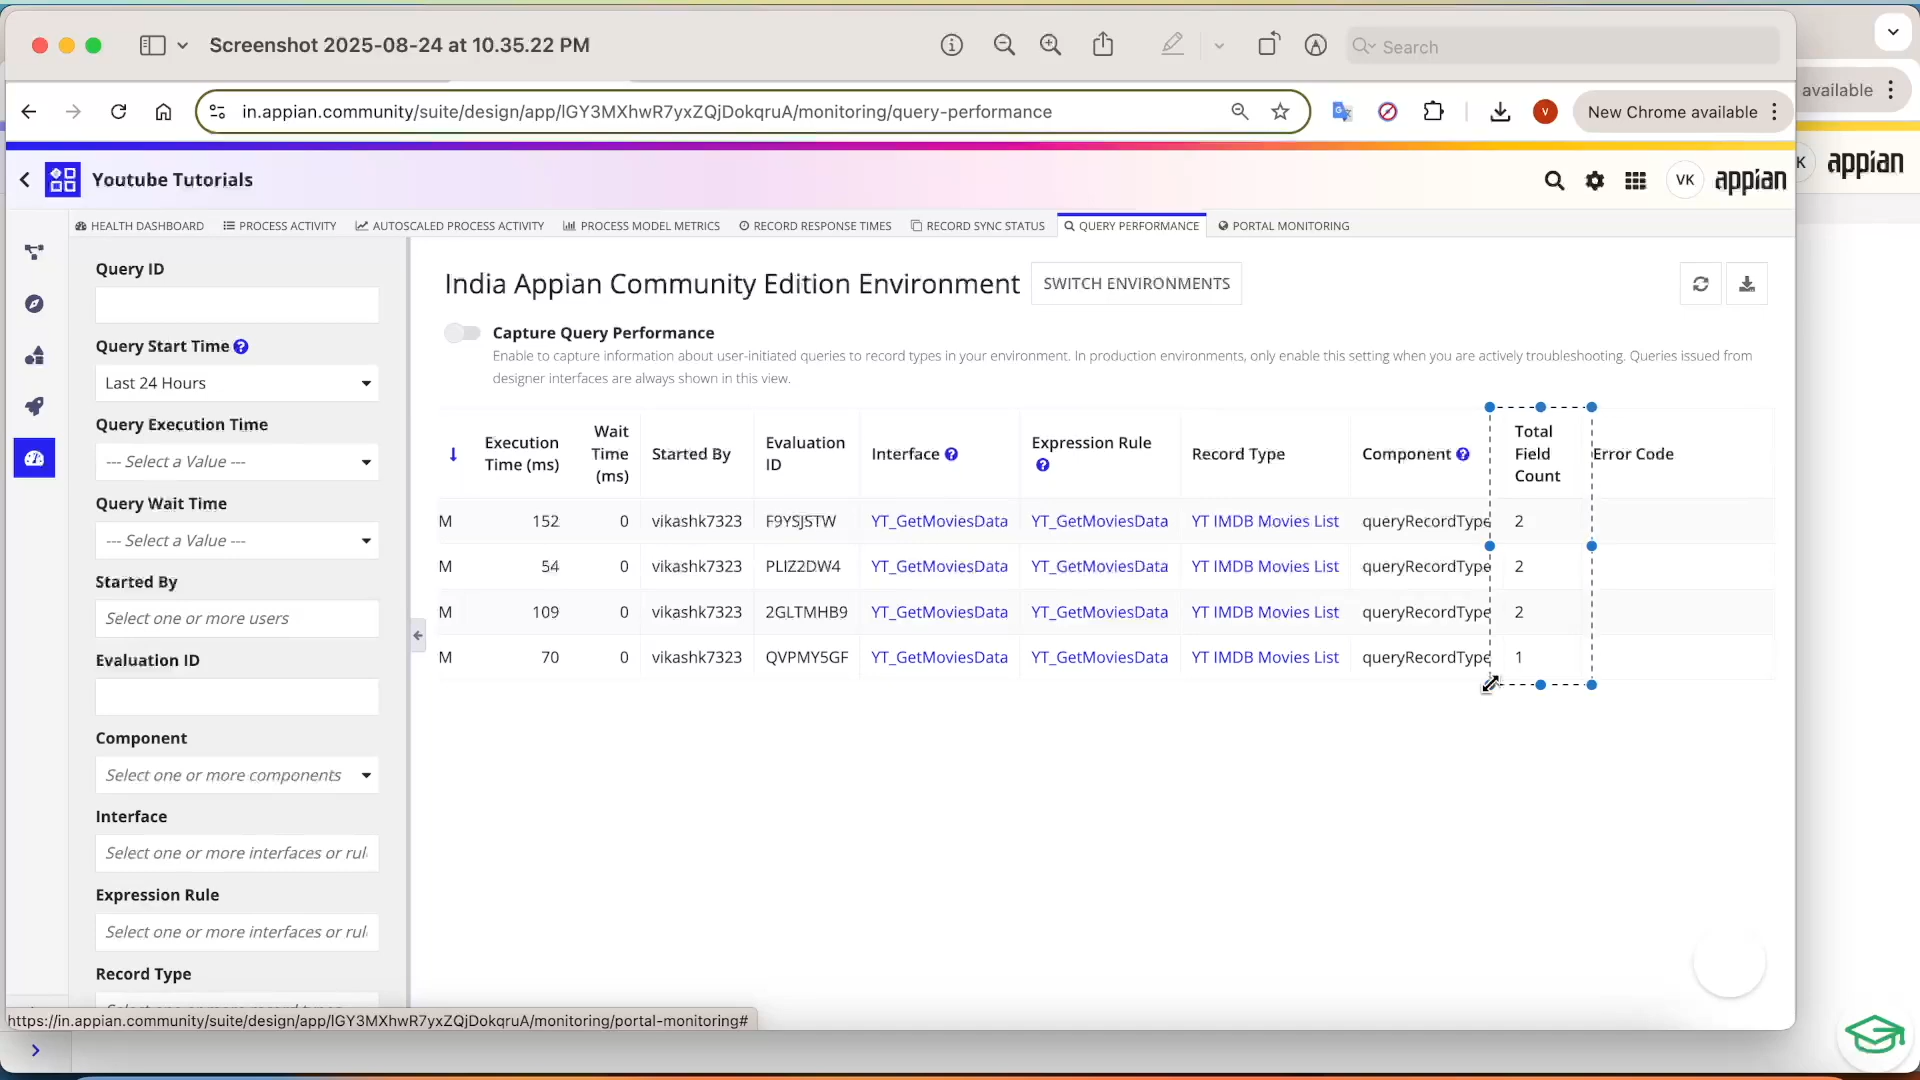 Screenshot 2025-08-24 at 10.35.22 PM
Search
in.appian.community/suite/design/app/lGY3MXhwR7yxZQjDokqruA/monitoring/query-performance
V
New Chrome available
available
Youtube Tutorials
VK
appian
K
appian
HEALTH DASHBOARD
PROCESS ACTIVITY
AUTOSCALED PROCESS ACTIVITY
PROCESS MODEL METRICS
RECORD RESPONSE TIMES
RECORD SYNC STATUS
QUERY PERFORMANCE
PORTAL MONITORING
Query ID
Query Start Time
Last 24 Hours
Query Execution Time
--- Select a Value ---
Query Wait Time
--- Select a Value ---
Started By
Select one or more users
Evaluation ID
Component
Select one or more components
Interface
Select one or more interfaces or rul
Expression Rule
Select one or more interfaces or rul
Record Type
India Appian Community Edition Environment
SWITCH ENVIRONMENTS
Capture Query Performance
Enable to capture information about user-initiated queries to record types in your environment. In production environments, only enable this setting when you are actively troubleshooting. Queries issued from
designer interfaces are always shown in this view.
Execution Time (ms) Wait Time (ms) Started By Evaluation ID Interface Expression Rule Record Type Component Total Field Count Error Code
M 152 0 vikashk7323 F9YSJSTW YT_GetMoviesData YT_GetMoviesData YT IMDB Movies List queryRecordType 2
M 54 0 vikashk7323 PLIZ2DW4 YT_GetMoviesData YT_GetMoviesData YT IMDB Movies List queryRecordType 2
M 109 0 vikashk7323 2GLTMHB9 YT_GetMoviesData YT_GetMoviesData YT IMDB Movies List queryRecordType 2
M 70 0 vikashk7323 QVPMY5GF YT_GetMoviesData YT_GetMoviesData YT IMDB Movies List queryRecordType 1
https://in.appian.community/suite/design/app/lGY3MXhwR7yxZQjDokqruA/monitoring/portal-monitoring#